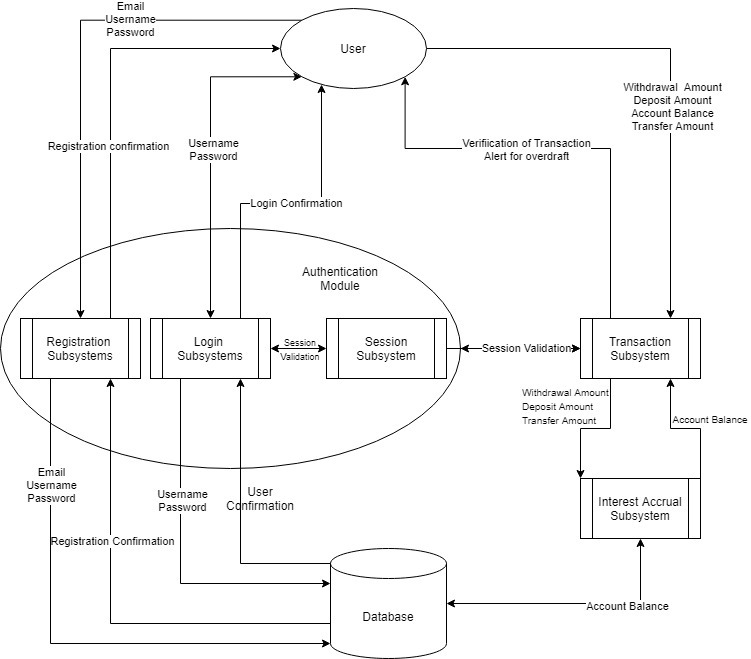 Email
Username
Password
User
Withdrawal Amount
Deposit Amount
Account Balance
Transfer Amount
Registration confirmation
Username
Password
Verifiication of Transaction
Alert for overdraft
Login Confirmation
Authentication
Module
Registration
Subsystems
Login
Subsystems
Session
Validation
Session
Subsystem
Session Validation
Transaction
Subsystem
Withdrawal Amount
Deposit Amount
Transfer Amount
Account Balance
Email
Username
Password
Username
Password
User
Confirmation
Interest Accrual
Subsystem
Registration Confirmation
Database
Account Balance